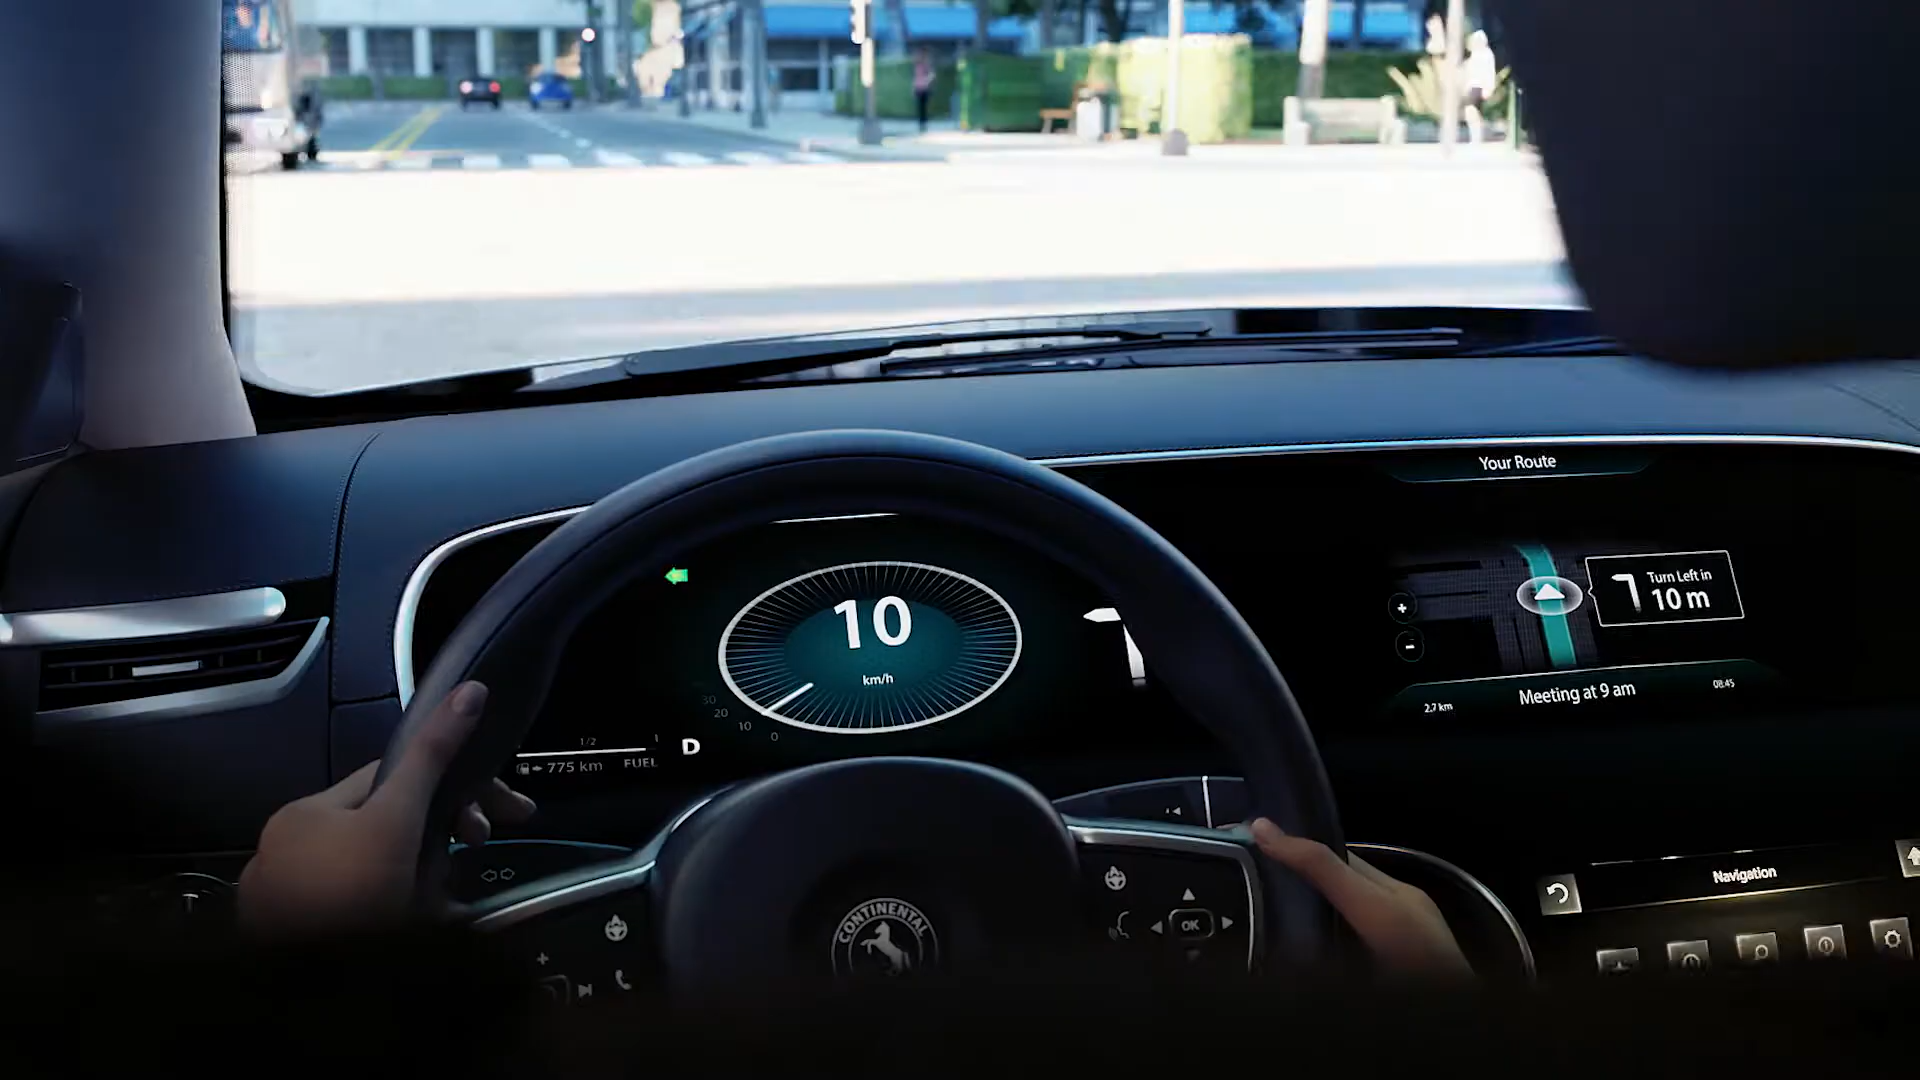 Your Route
Turn Left in
10 m
Meeting at 9 am
2,7 km
08:45
10
km/h
30
20
10
0
1/2
1
775 km
FUEL
D
OK
CONTINENTAL
Navigation